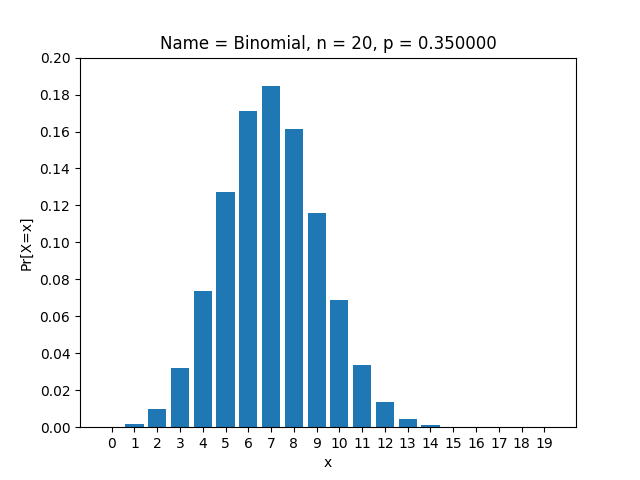 Name = Binomial, n = 20, p = 0.350000
0.20
0.18
0.16
0.14
0.12
0.10
0.08
0.06
0.04
0.02
0.00
Pr[X=x]
0 1 2 3 4 5 6 7 8 9 10 11 12 13 14 15 16 17 18 19
x